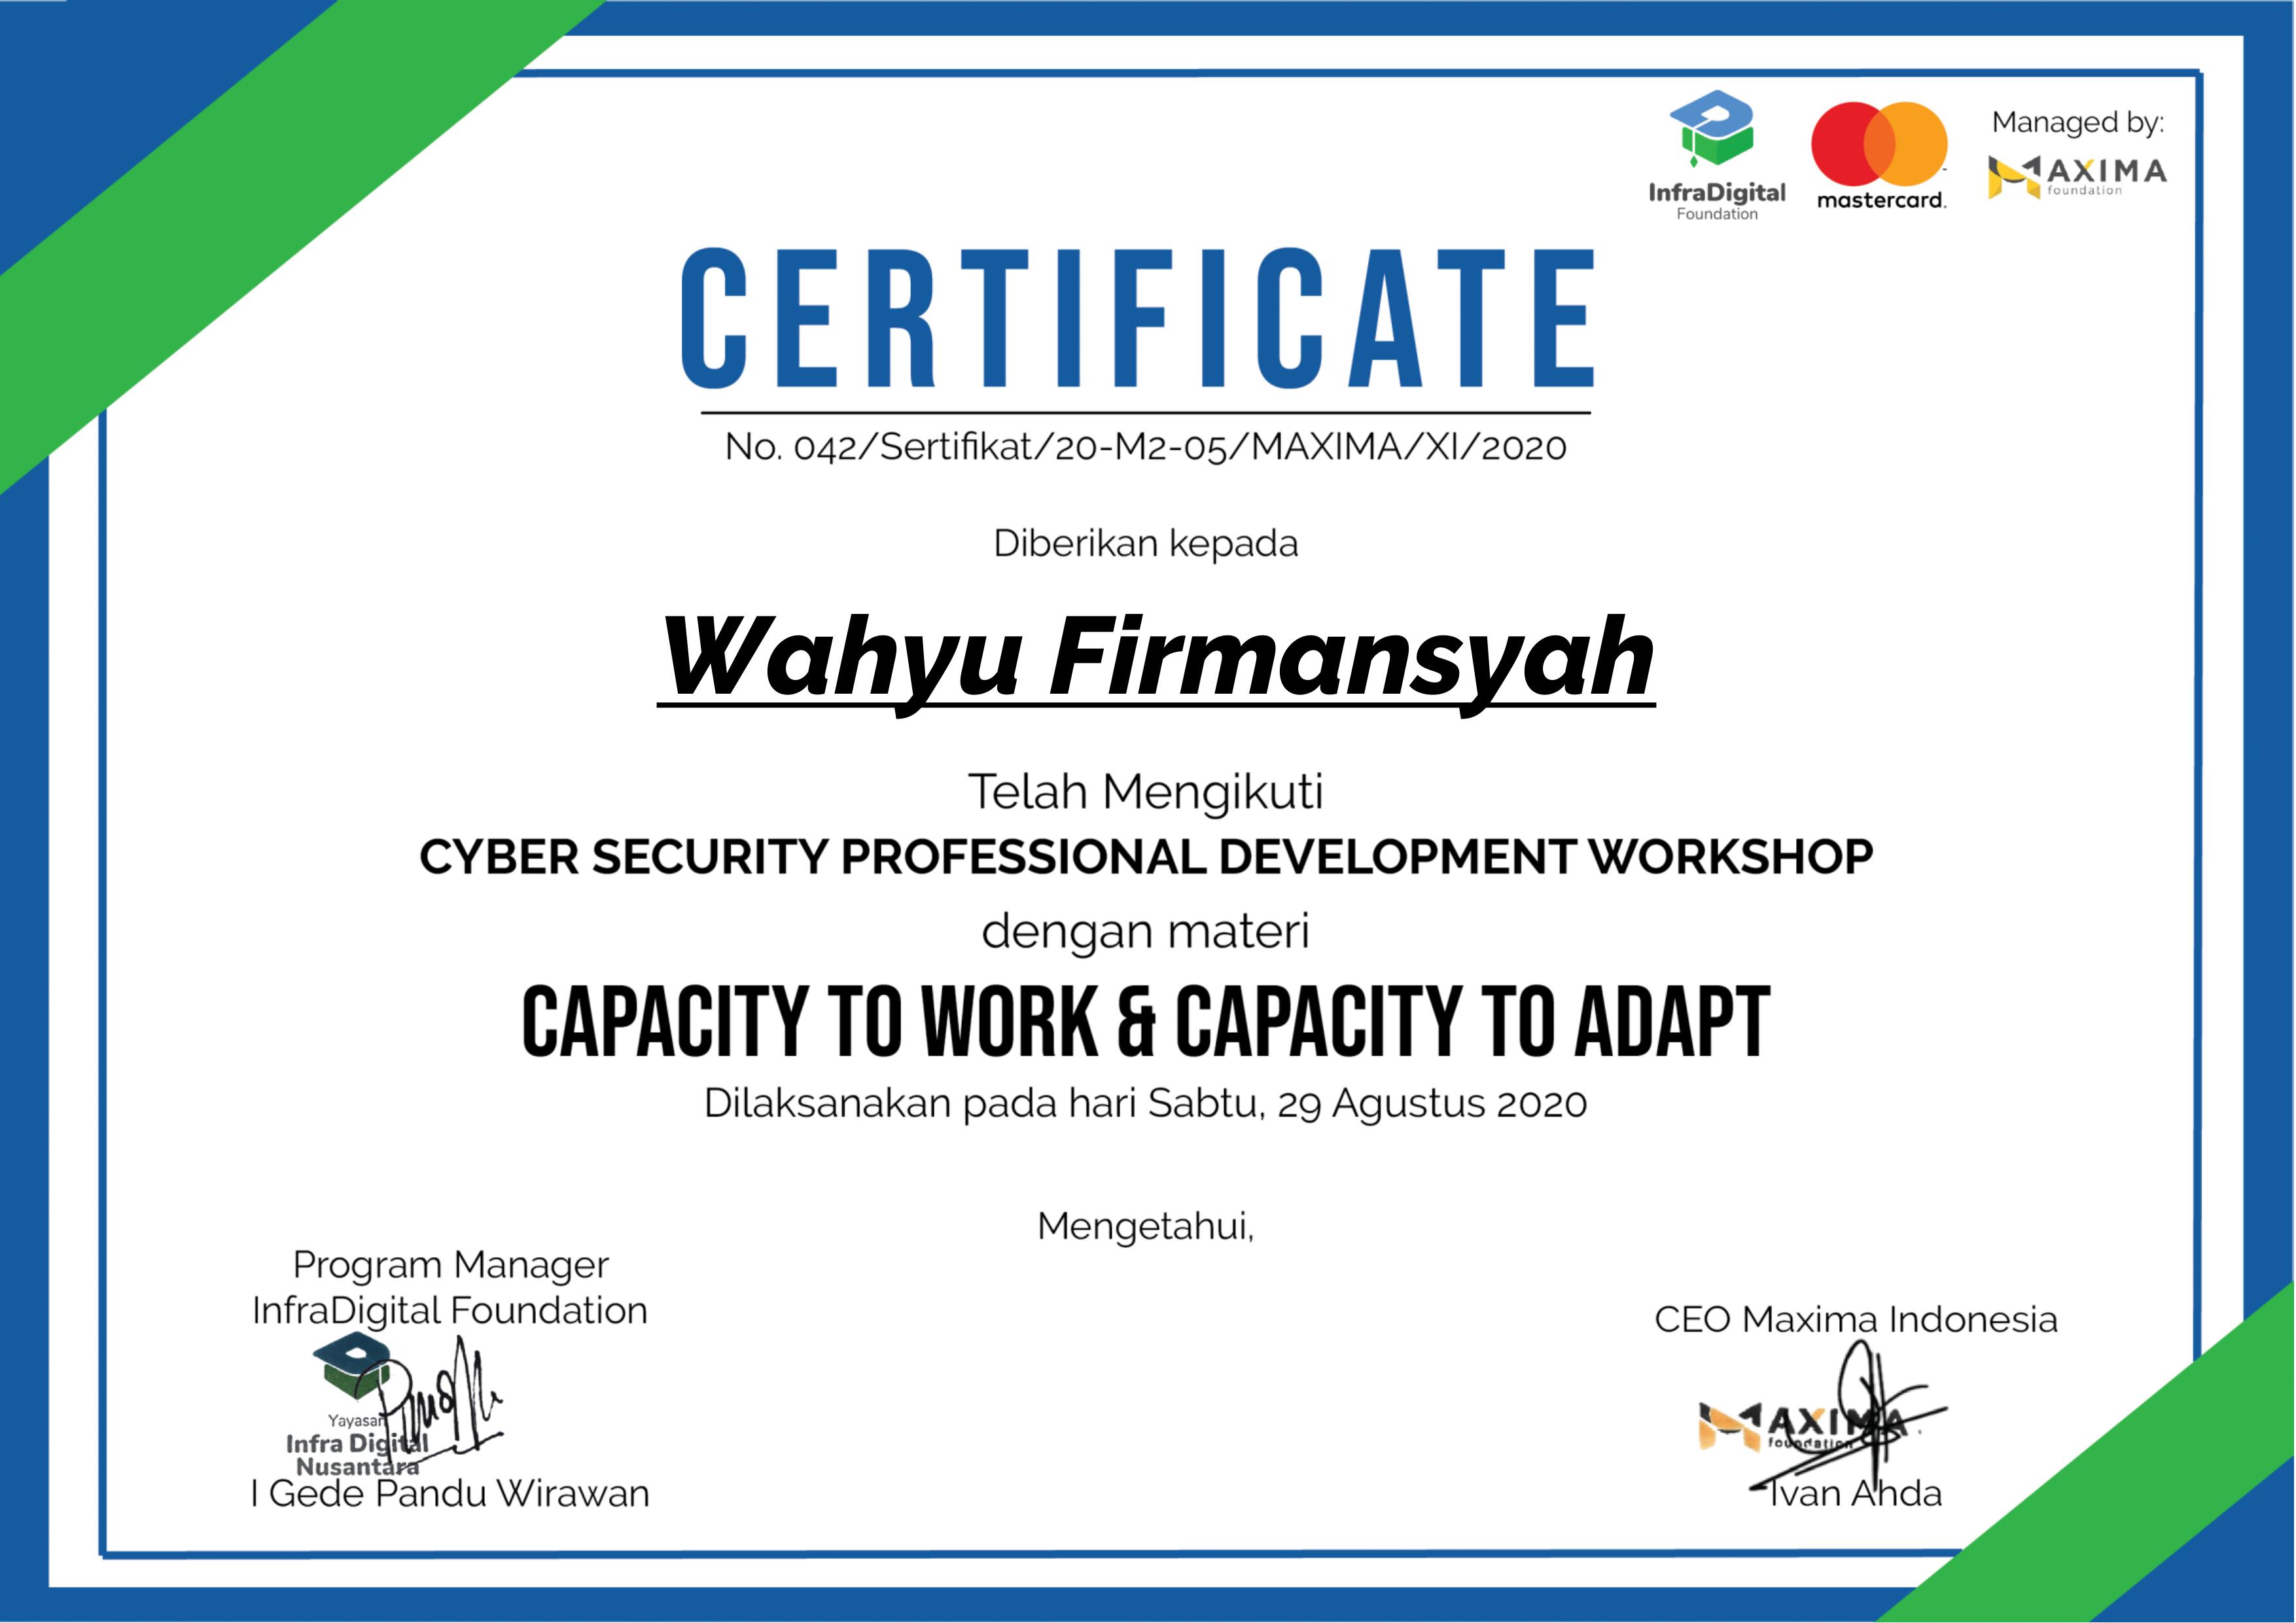 InfraDigital
Foundation
mastercard.
Managed by:
MAXIMA
foundation
CERTIFICATE
No. 042/Sertifikat/20-M2-05/MAXIMA/XI/2020
Diberikan kepada
Wahyu Firmansyah
Telah Mengikuti
CYBER SECURITY PROFESSIONAL DEVELOPMENT WORKSHOP
dengan materi
CAPACITY TO WORK & CAPACITY TO ADAPT
Dilaksanakan pada hari Sabtu, 29 Agustus 2020
Mengetahui,
Program Manager
InfraDigital Foundation
Yayasan
Infra Digital
Nusantara
I Gede Pandu Wirawan
CEO Maxima Indonesia
MAXIMA
foundation
Ivan Ahda